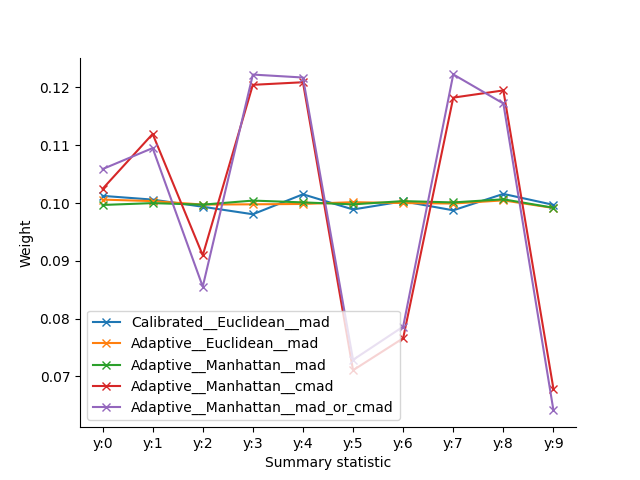 0.12
0.11
0.10
0.09
0.08
0.07
Weight
Calibrated__Euclidean__mad
Adaptive__Euclidean__mad
Adaptive__Manhattan__mad
Adaptive__Manhattan__cmad
Adaptive__Manhattan__mad_or_cmad
y:0 y:1 y:2 y:3 y:4 y:5 y:6 y:7 y:8 y:9
Summary statistic